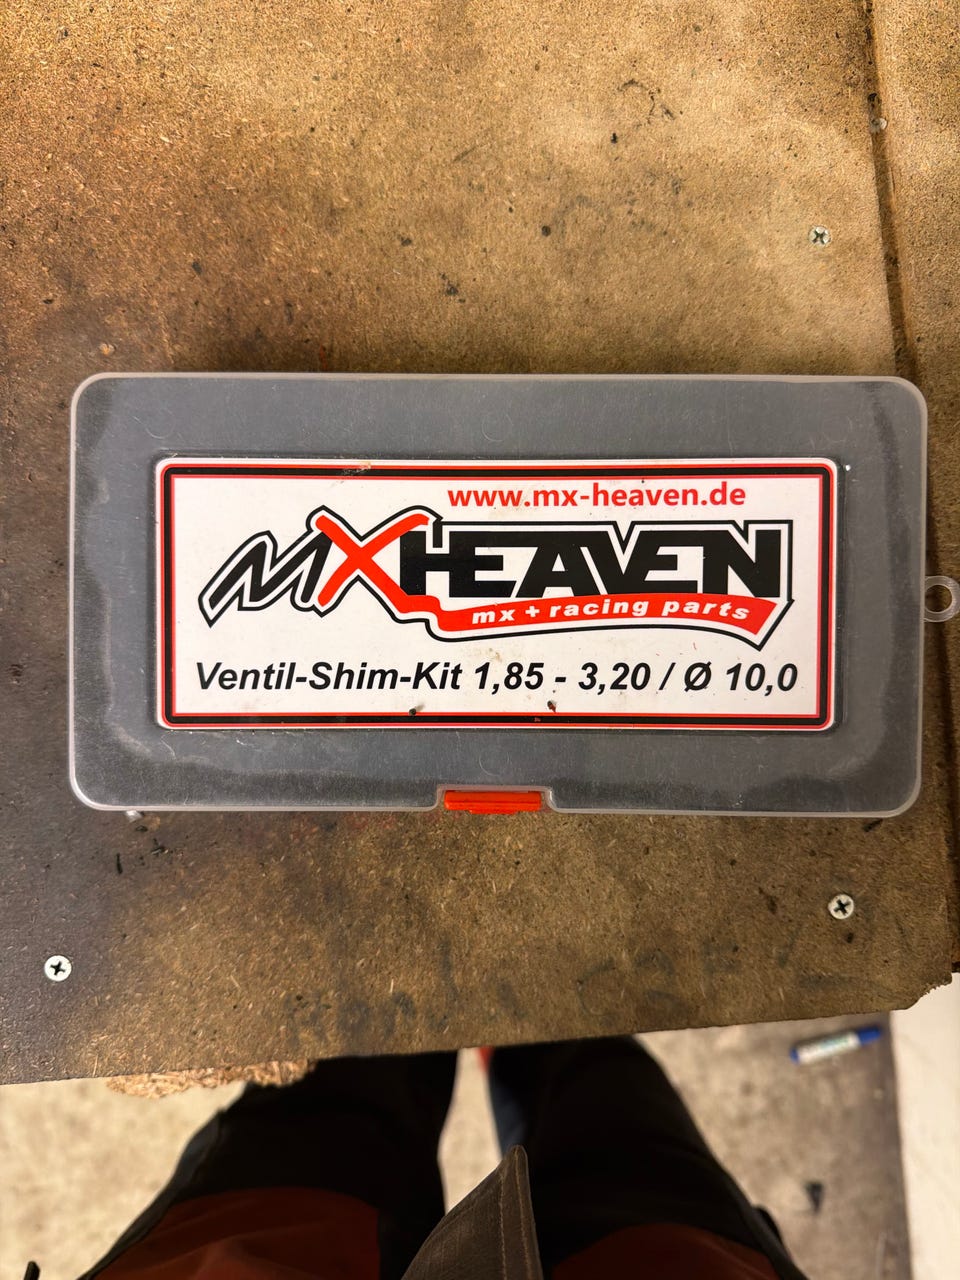 www.mx-heaven.de
MXHEAVEN
mx + racing parts
Ventil-Shim-Kit 1,85 - 3,20 / Ø 10,0